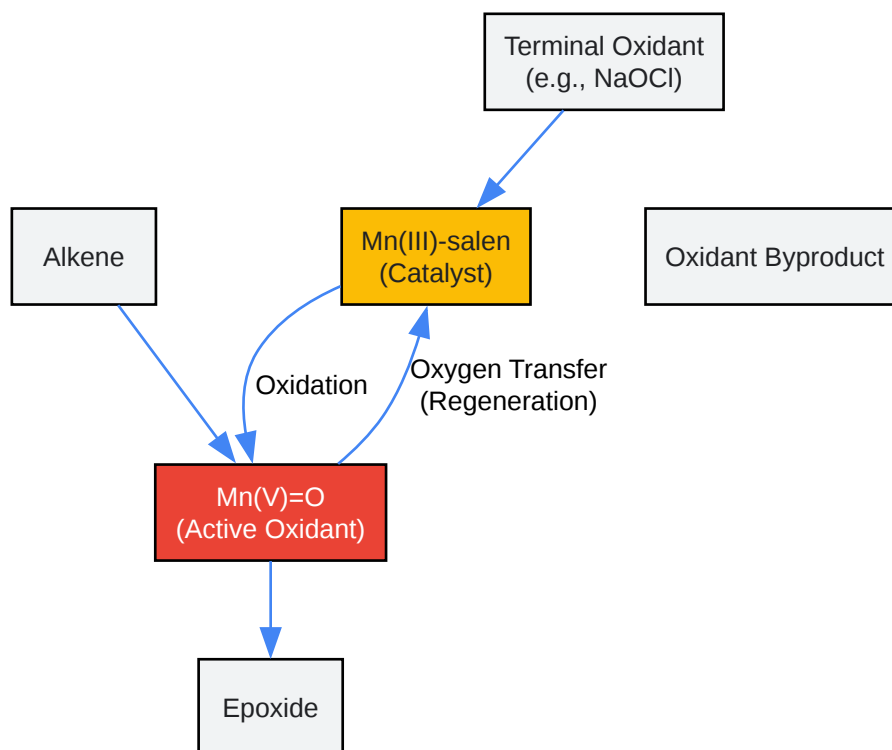 Terminal Oxidant
(e.g., NaOCl)
Alkene
Mn(III)-salen
(Catalyst)
Oxidant Byproduct
Oxidation
Oxygen Transfer
(Regeneration)
Mn(V)=O
(Active Oxidant)
Epoxide